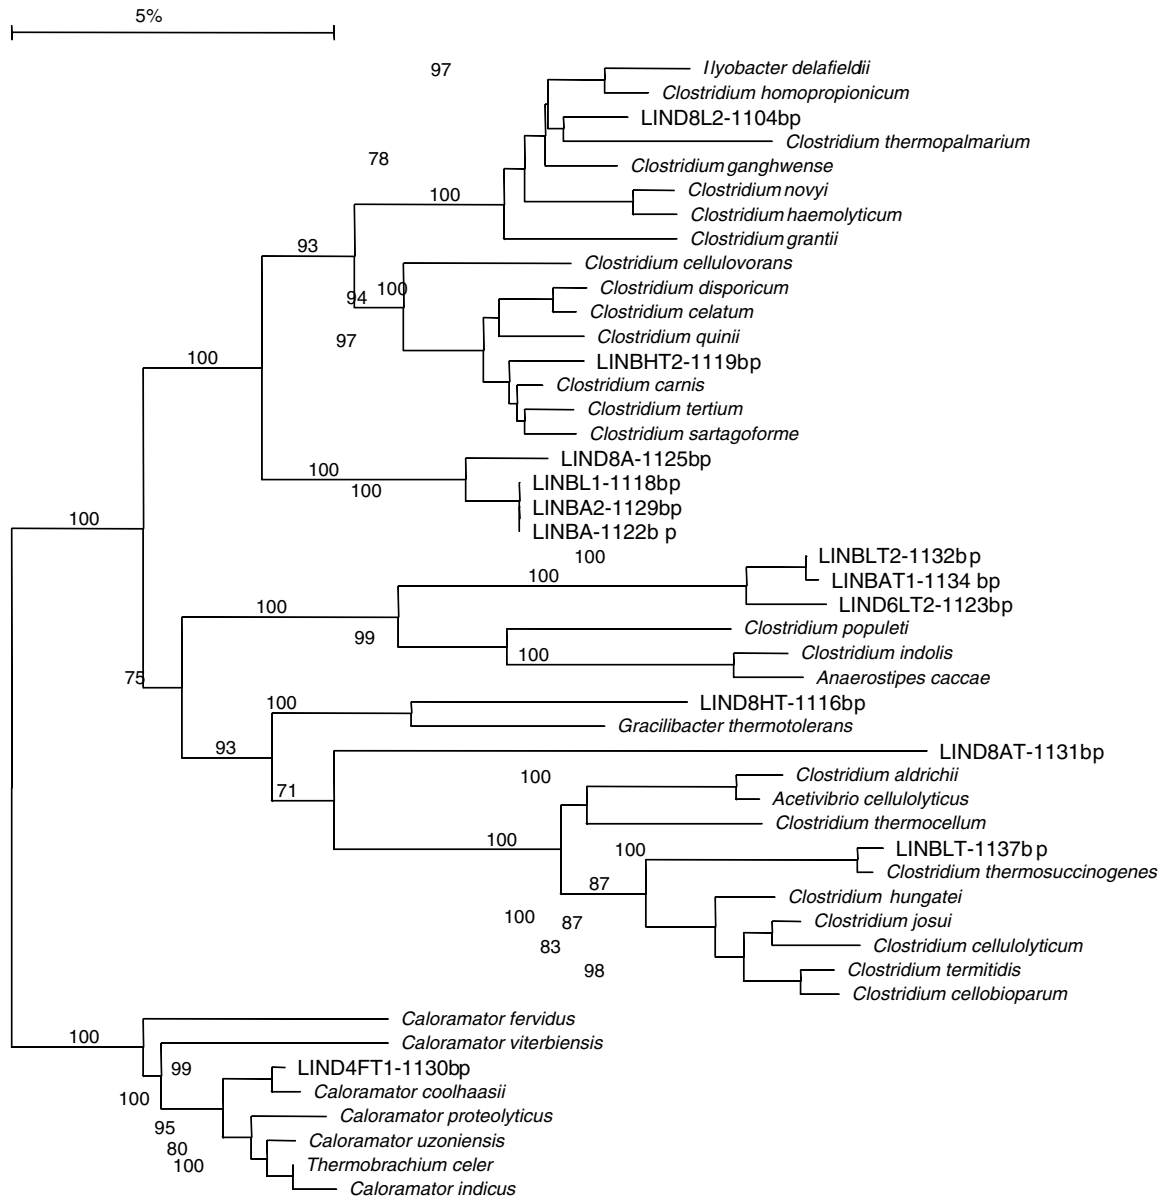 5%
97
Ilyobacter delafieldii
Clostridium homopropionicum
LIND8L2-1104bp
Clostridium thermopalmarium
78
Clostridium ganghwense
100
Clostridium novyi
Clostridium haemolyticum
Clostridium grantii
93
Clostridium cellulovorans
94
100
Clostridium disporicum
Clostridium celatum
97
Clostridium quinii
100
LINBHT2-1119bp
Clostridium carnis
Clostridium tertium
Clostridium sartagoforme
LIND8A-1125bp
100
100
LINBL1-1118bp
LINBA2-1129bp
100
LINBA-1122b p
100
LINBLT2-1132bp
100
LINBAT1-1134 bp
100
LIND6LT2-1123bp
99
Clostridium populeti
100
Clostridium indolis
75
Anaerostipes caccae
100
LIND8HT-1116bp
Gracilibacter thermotolerans
93
LIND8AT-1131bp
71
100
Clostridium aldrichii
Acetivibrio cellulolyticus
Clostridium thermocellum
100
100
LINBLT-1137b p
Clostridium thermosuccinogenes
87
Clostridium hungatei
100
87
Clostridium josui
83
Clostridium cellulolyticum
98
Clostridium termitidis
Clostridium cellobioparum
100
Caloramator fervidus
Caloramator viterbiensis
99
LIND4FT1-1130bp
100
Caloramator coolhaasii
95
Caloramator proteolyticus
80
Caloramator uzoniensis
100
Thermobrachium celer
Caloramator indicus